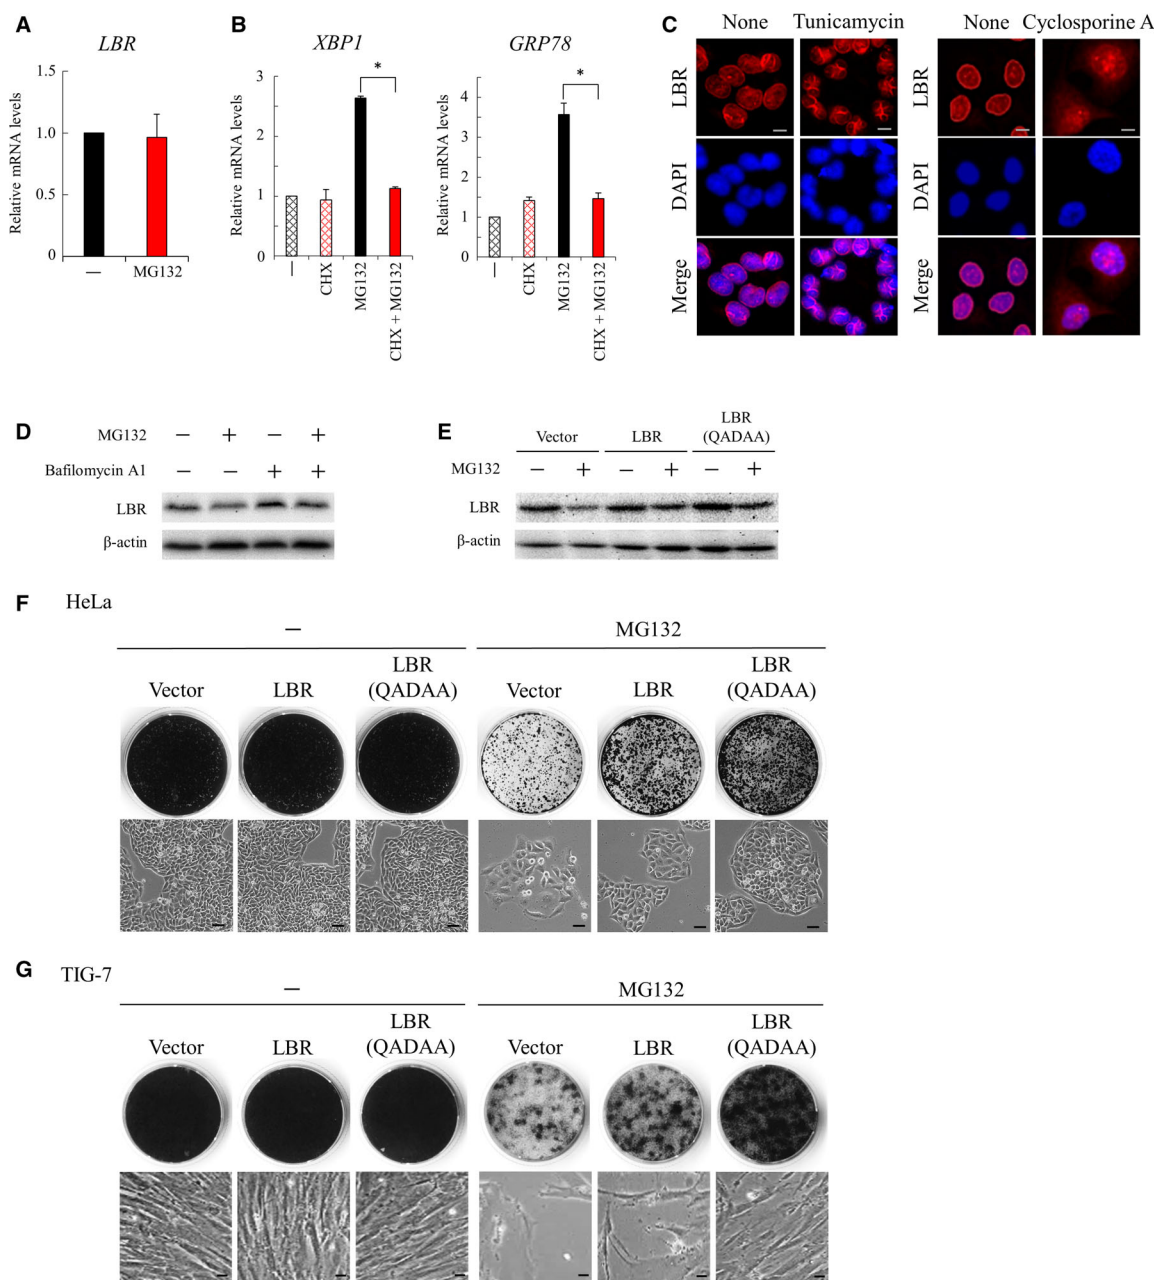 A
LBR
Relative mRNA levels
1.5
1.0
0.5
0
–
MG132
B
XBP1
Relative mRNA levels
3
2
1
0
*
–
CHX
MG132
CHX + MG132
GRP78
Relative mRNA levels
4
3
2
1
0
*
–
CHX
MG132
CHX + MG132
C
None Tunicamycin None Cyclosporine A
LBR LBR
DAPI DAPI
Merge Merge
D
MG132 – + – +
Bafilomycin A1 – – + +
LBR
β-actin
E
Vector LBR LBR
(QADAA)
MG132 – + – + – +
LBR
β-actin
F HeLa
– MG132
Vector LBR LBR
(QADAA) Vector LBR LBR
(QADAA)
G TIG-7
– MG132
Vector LBR LBR
(QADAA) Vector LBR LBR
(QADAA)